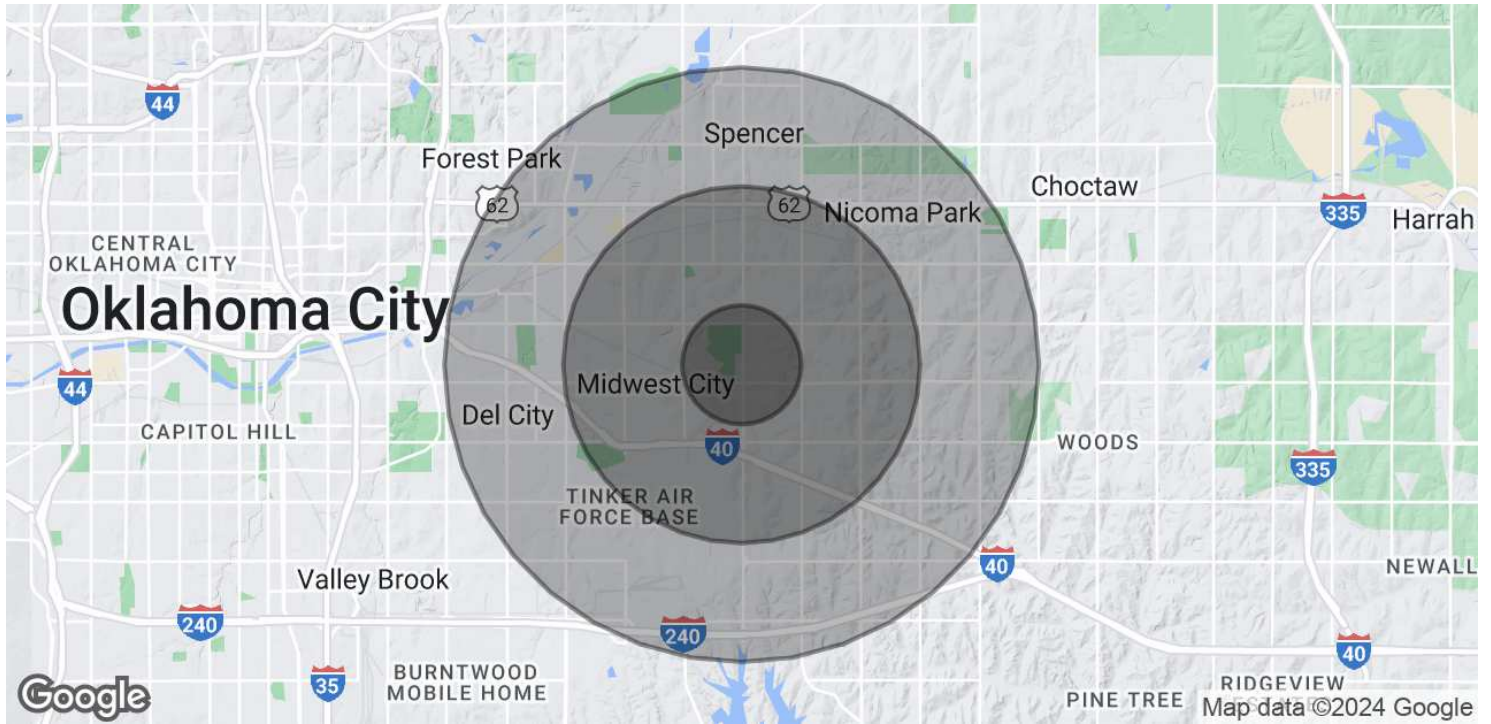 44
Spencer
Forest Park
62
62
Nicoma Park
Choctaw
335
Harrah
CENTRAL
OKLAHOMA CITY
Oklahoma City
44
Midwest City
Del City
CAPITOL HILL
40
WOODS
335
TINKER AIR
FORCE BASE
Valley Brook
40
NEWALL
240
240
40
BURNTWOOD
MOBILE HOME
35
RIDGEVIEW
PINE TREE
Google
Map data ©2024 Google